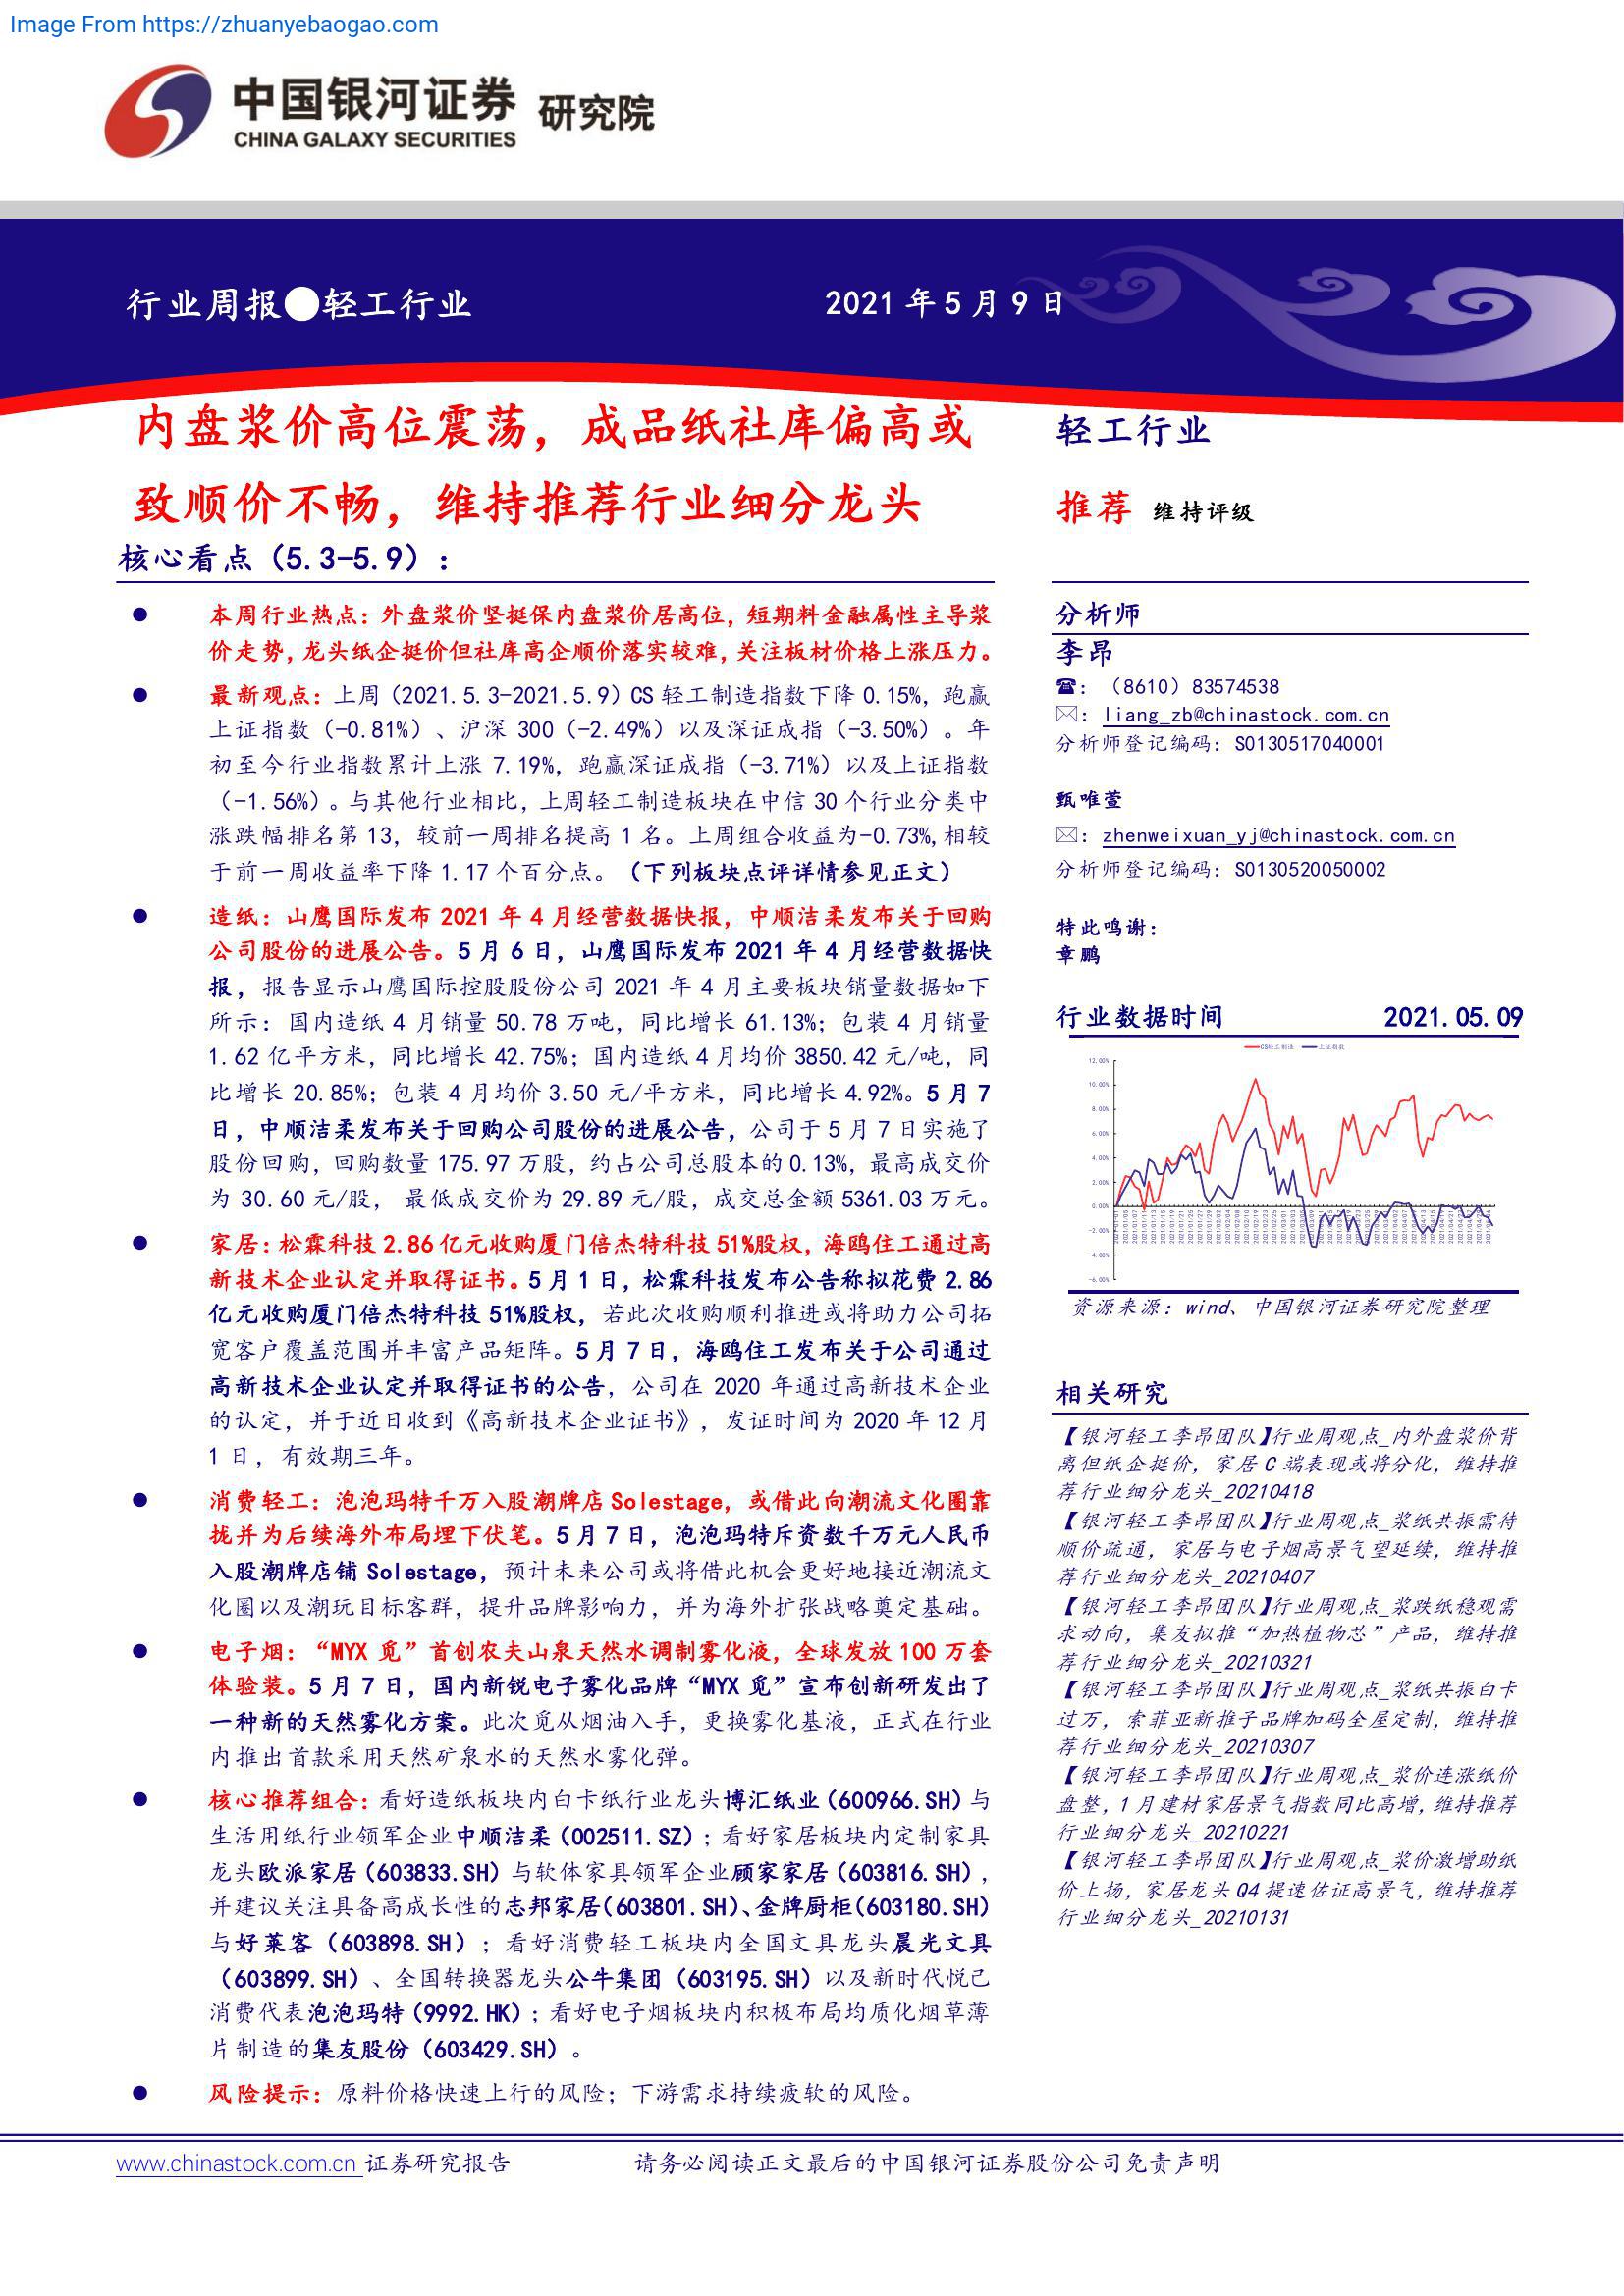 Image From https://zhuanyebaogao.com
中国银河证券 研究院
CHINA GALAXY SECURITIES
行业周报●轻工行业
2021 年 5 月 9 日
内盘浆价高位震荡，成品纸社库偏高或
致顺价不畅，维持推荐行业细分龙头
核心看点（5.3-5.9）：
● 本周行业热点：外盘浆价坚挺保内盘浆价居高位，短期料金融属性主导浆
价走势，龙头纸企挺价但社库高企顺价落实较难，关注板材价格上涨压力。
● 最新观点：上周（2021.5.3-2021.5.9）CS 轻工制造指数下降 0.15%，跑赢
上证指数（-0.81%）、沪深 300（-2.49%）以及深证成指（-3.50%）。年
初至今行业指数累计上涨 7.19%，跑赢深证成指（-3.71%）以及上证指数
（-1.56%）。与其他行业相比，上周轻工制造板块在中信 30 个行业分类中
涨跌幅排名第 13，较前一周排名提高 1 名。上周组合收益为-0.73%,相较
于前一周收益率下降 1.17 个百分点。（下列板块点评详情参见正文）
● 造纸：山鹰国际发布 2021 年 4 月经营数据快报，中顺洁柔发布关于回购
公司股份的进展公告。5 月 6 日，山鹰国际发布 2021 年 4 月经营数据快
报，报告显示山鹰国际控股股份公司 2021 年 4 月主要板块销量数据如下
所示：国内造纸 4 月销量 50.78 万吨，同比增长 61.13%；包装 4 月销量
1.62 亿平方米，同比增长 42.75%；国内造纸 4 月均价 3850.42 元/吨，同
比增长 20.85%；包装 4 月均价 3.50 元/平方米，同比增长 4.92%。5 月 7
日，中顺洁柔发布关于回购公司股份的进展公告，公司于 5 月 7 日实施了
股份回购，回购数量 175.97 万股，约占公司总股本的 0.13%，最高成交价
为 30.60 元/股， 最低成交价为 29.89 元/股，成交总金额 5361.03 万元。
● 家居：松霖科技 2.86 亿元收购厦门倍杰特科技 51%股权，海鸥住工通过高
新技术企业认定并取得证书。5 月 1 日，松霖科技发布公告称拟花费 2.86
亿元收购厦门倍杰特科技 51%股权，若此次收购顺利推进或将助力公司拓
宽客户覆盖范围并丰富产品矩阵。5 月 7 日，海鸥住工发布关于公司通过
高新技术企业认定并取得证书的公告，公司在 2020 年通过高新技术企业
的认定，并于近日收到《高新技术企业证书》，发证时间为 2020 年 12 月
1 日，有效期三年。
● 消费轻工：泡泡玛特千万入股潮牌店 Solestage，或借此向潮流文化圈靠
拢并为后续海外布局埋下伏笔。5 月 7 日，泡泡玛特斥资数千万元人民币
入股潮牌店铺 Solestage，预计未来公司或将借此机会更好地接近潮流文
化圈以及潮玩目标客群，提升品牌影响力，并为海外扩张战略奠定基础。
● 电子烟：“MYX 觅”首创农夫山泉天然水调制雾化液，全球发放 100 万套
体验装。5 月 7 日，国内新锐电子雾化品牌“MYX 觅”宣布创新研发出了
一种新的天然雾化方案。此次觅从烟油入手，更换雾化基液，正式在行业
内推出首款采用天然矿泉水的天然水雾化弹。
● 核心推荐组合：看好造纸板块内白卡纸行业龙头博汇纸业（600966.SH）与
生活用纸行业领军企业中顺洁柔（002511.SZ）；看好家居板块内定制家具
龙头欧派家居（603833.SH）与软体家具领军企业顾家家居（603816.SH），
并建议关注具备高成长性的志邦家居（603801.SH）、金牌厨柜（603180.SH）
与好莱客（603898.SH）；看好消费轻工板块内全国文具龙头晨光文具
（603899.SH）、全国转换器龙头公牛集团（603195.SH）以及新时代悦己
消费代表泡泡玛特（9992.HK）；看好电子烟板块内积极布局均质化烟草薄
片制造的集友股份（603429.SH）。
● 风险提示：原料价格快速上行的风险；下游需求持续疲软的风险。
轻工行业
推荐 维持评级
分析师
李昂
☎：（8610）83574538
✉：liang_zb@chinastock.com.cn
分析师登记编码：S0130517040001
甄唯萱
✉：zhenweixuan_yj@chinastock.com.cn
分析师登记编码：S0130520050002
特此鸣谢：
章鹏
行业数据时间 2021.05.09
CS轻工制造 上证指数
12.00%
10.00%
8.00%
6.00%
4.00%
2.00%
0.00%
-2.00%
-4.00%
-6.00%
资源来源：wind、中国银河证券研究院整理
相关研究
【银河轻工李昂团队】行业周观点_内外盘浆价背
离但纸企挺价，家居 C 端表现或将分化，维持推
荐行业细分龙头_20210418
【银河轻工李昂团队】行业周观点_浆纸共振需待
顺价疏通，家居与电子烟高景气望延续，维持推
荐行业细分龙头_20210407
【银河轻工李昂团队】行业周观点_浆跌纸稳观需
求动向，集友拟推“加热植物芯”产品，维持推
荐行业细分龙头_20210321
【银河轻工李昂团队】行业周观点_浆纸共振白卡
过万，索菲亚新推子品牌加码全屋定制，维持推
荐行业细分龙头_20210307
【银河轻工李昂团队】行业周观点_浆价连涨纸价
盘整，1 月建材家居景气指数同比高增，维持推荐
行业细分龙头_20210221
【银河轻工李昂团队】行业周观点_浆价激增助纸
价上扬，家居龙头 Q4 提速佐证高景气，维持推荐
行业细分龙头_20210131
www.chinastock.com.cn 证券研究报告
请务必阅读正文最后的中国银河证券股份公司免责声明